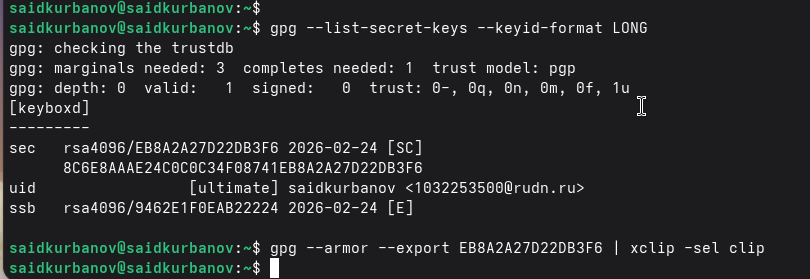 saidkurbanov@saidkurbanov:~$
saidkurbanov@saidkurbanov:~$ gpg --list-secret-keys --keyid-format LONG
gpg: checking the trustdb
gpg: marginals needed: 3  completes needed: 1  trust model: pgp
gpg: depth: 0  valid:   1  signed:   0  trust: 0-, 0q, 0n, 0m, 0f, 1u
[keyboxd]
---------
sec   rsa4096/EB8A2A27D22DB3F6 2026-02-24 [SC]
      8C6E8AAAE24C0C0C34F08741EB8A2A27D22DB3F6
uid                 [ultimate] saidkurbanov <1032253500@rudn.ru>
ssb   rsa4096/9462E1F0EAB22224 2026-02-24 [E]
saidkurbanov@saidkurbanov:~$ gpg --armor --export EB8A2A27D22DB3F6 | xclip -sel clip
saidkurbanov@saidkurbanov:~$